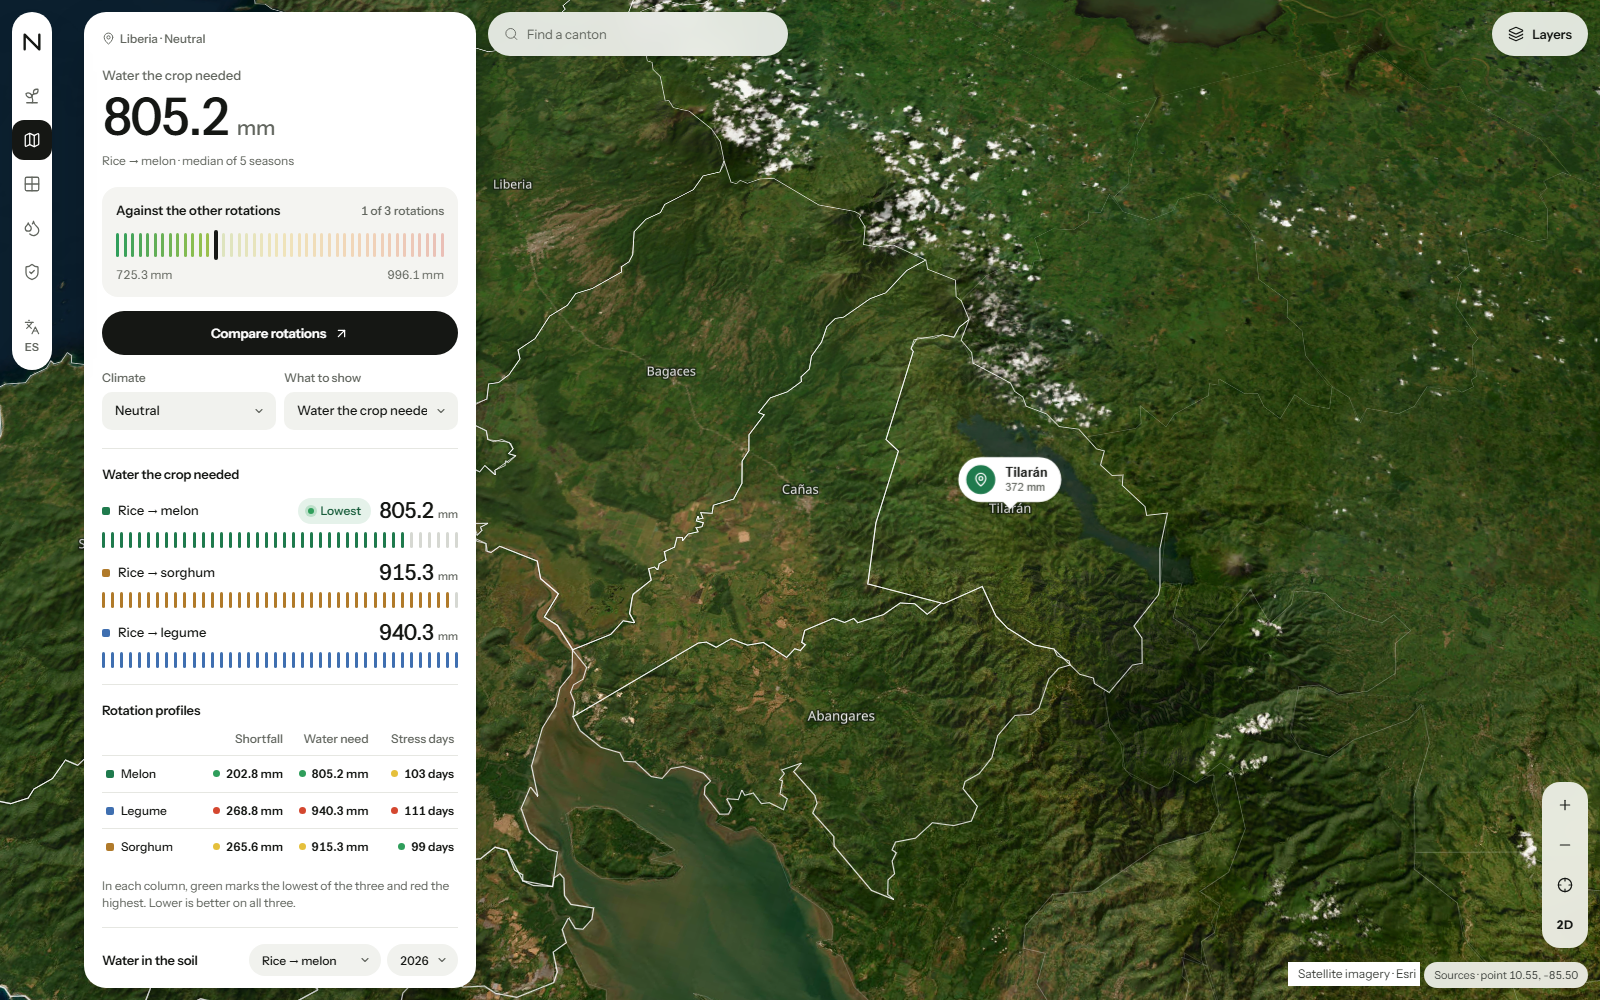 N
ES
Liberia · Neutral
Water the crop needed
805.2 mm
Rice → melon · median of 5 seasons
Against the other rotations
1 of 3 rotations
725.3 mm
996.1 mm
Compare rotations
Climate
What to show
Neutral
Water the crop neede
Water the crop needed
Rice → melon
Lowest
805.2 mm
Rice → sorghum
915.3 mm
Rice → legume
940.3 mm
Rotation profiles
Shortfall Water need Stress days
Melon 202.8 mm 805.2 mm 103 days
Legume 268.8 mm 940.3 mm 111 days
Sorghum 265.6 mm 915.3 mm 99 days
In each column, green marks the lowest of the three and red the
highest. Lower is better on all three.
Water in the soil
Rice → melon
2026
Find a canton
Layers
Liberia
Bagaces
Cañas
Tilarán
372 mm
Tilarán
Abangares
2D
Satellite imagery · Esri
Sources · point 10.55, -85.50